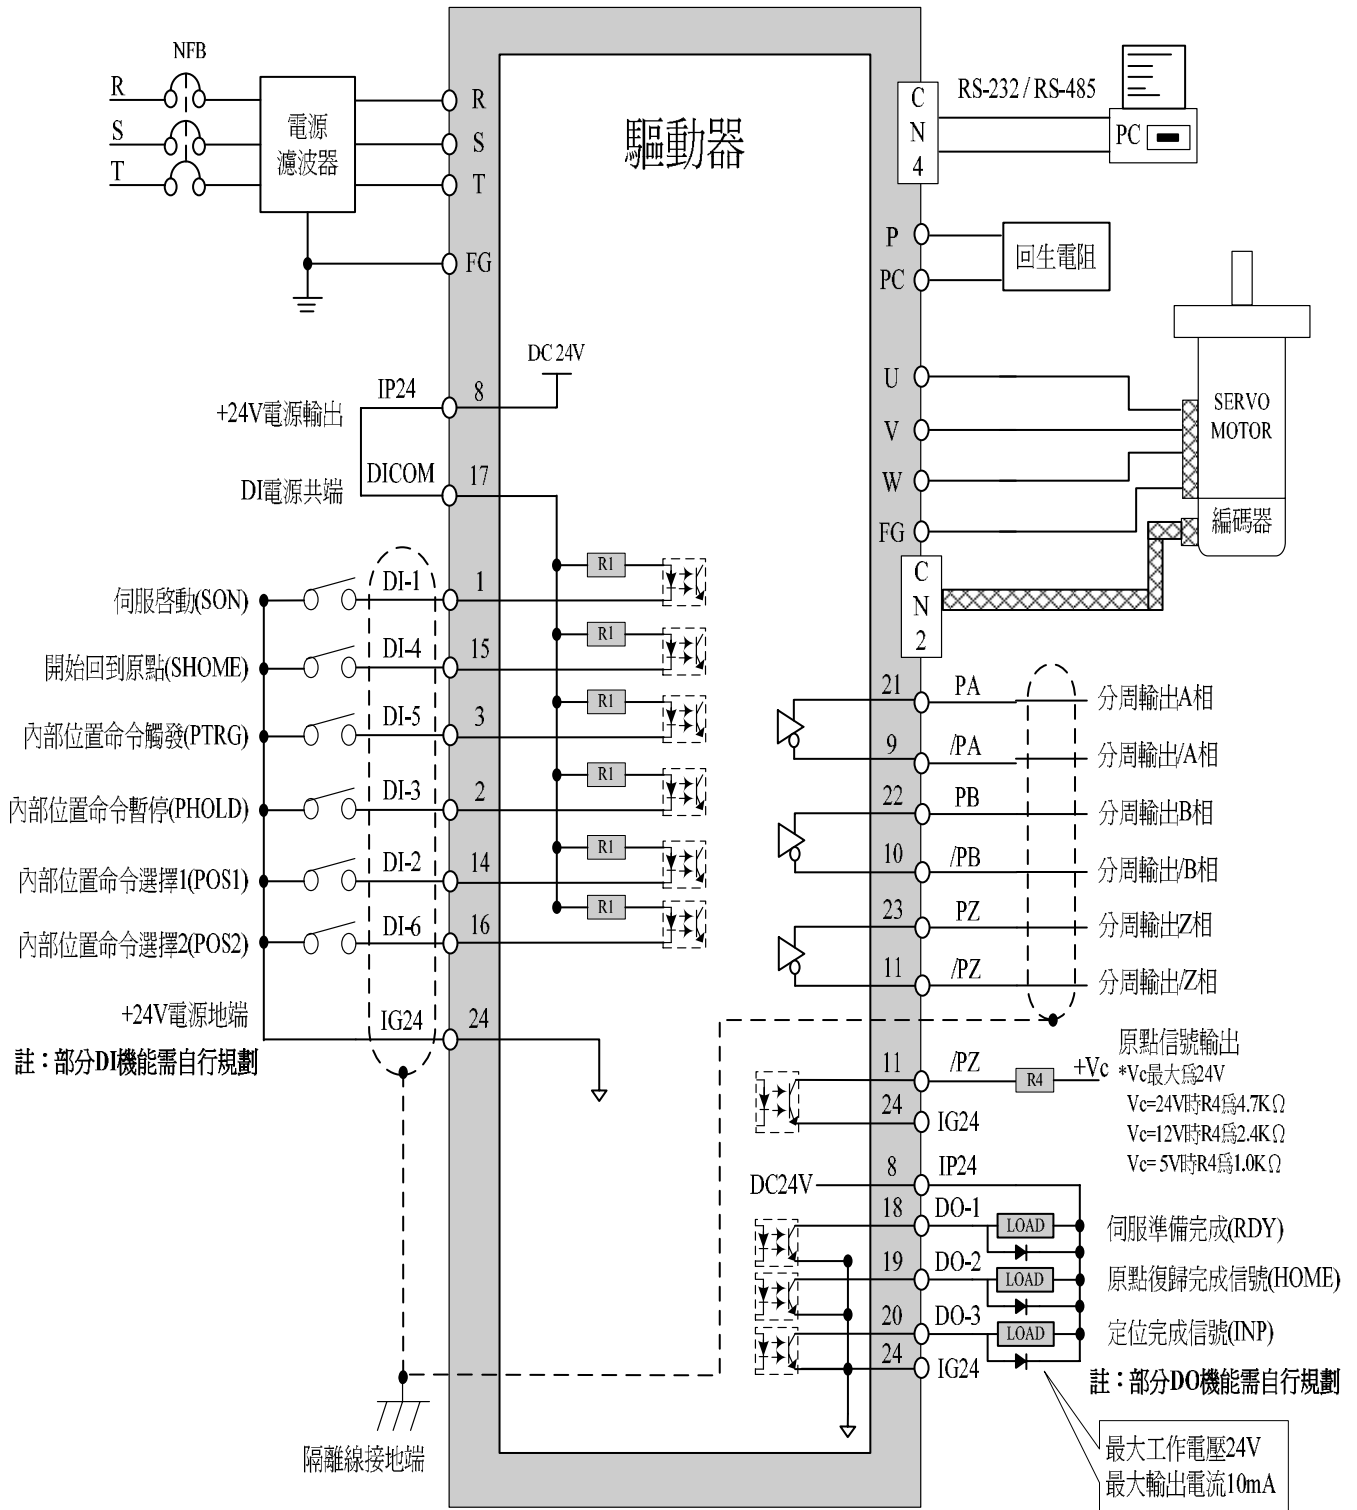 NFB
R
S
T
電源
濾波器
R
S
T
FG
驅動器
C
N
4
RS-232 / RS-485
PC
P
PC
回生電阻
U
V
W
FG
SERVO
MOTOR
編碼器
C
N
2
DC 24V
+24V電源輸出
IP24
8
DI電源共端
DICOM
17
伺服啓動(SON)
DI-1
1
R1
開始回到原點(SHOME)
DI-4
15
R1
內部位置命令觸發(PTRG)
DI-5
3
R1
內部位置命令暫停(PHOLD)
DI-3
2
R1
內部位置命令選擇1(POS1)
DI-2
14
R1
內部位置命令選擇2(POS2)
DI-6
16
R1
+24V電源地端
IG24
24
註：部分DI機能需自行規劃
21
PA
分周輸出A相
9
/PA
分周輸出/A相
22
PB
分周輸出B相
10
/PB
分周輸出/B相
23
PZ
分周輸出Z相
11
/PZ
分周輸出/Z相
11
/PZ
R4
+Vc
原點信號輸出
*Vc最大爲24V
Vc=24V時R4爲4.7KΩ
Vc=12V時R4爲2.4KΩ
Vc= 5V時R4爲1.0KΩ
24
IG24
DC24V
8
IP24
18
DO-1
LOAD
伺服準備完成(RDY)
19
DO-2
LOAD
原點復歸完成信號(HOME)
20
DO-3
LOAD
定位完成信號(INP)
24
IG24
註：部分DO機能需自行規劃
最大工作電壓24V
最大輸出電流10mA
隔離線接地端